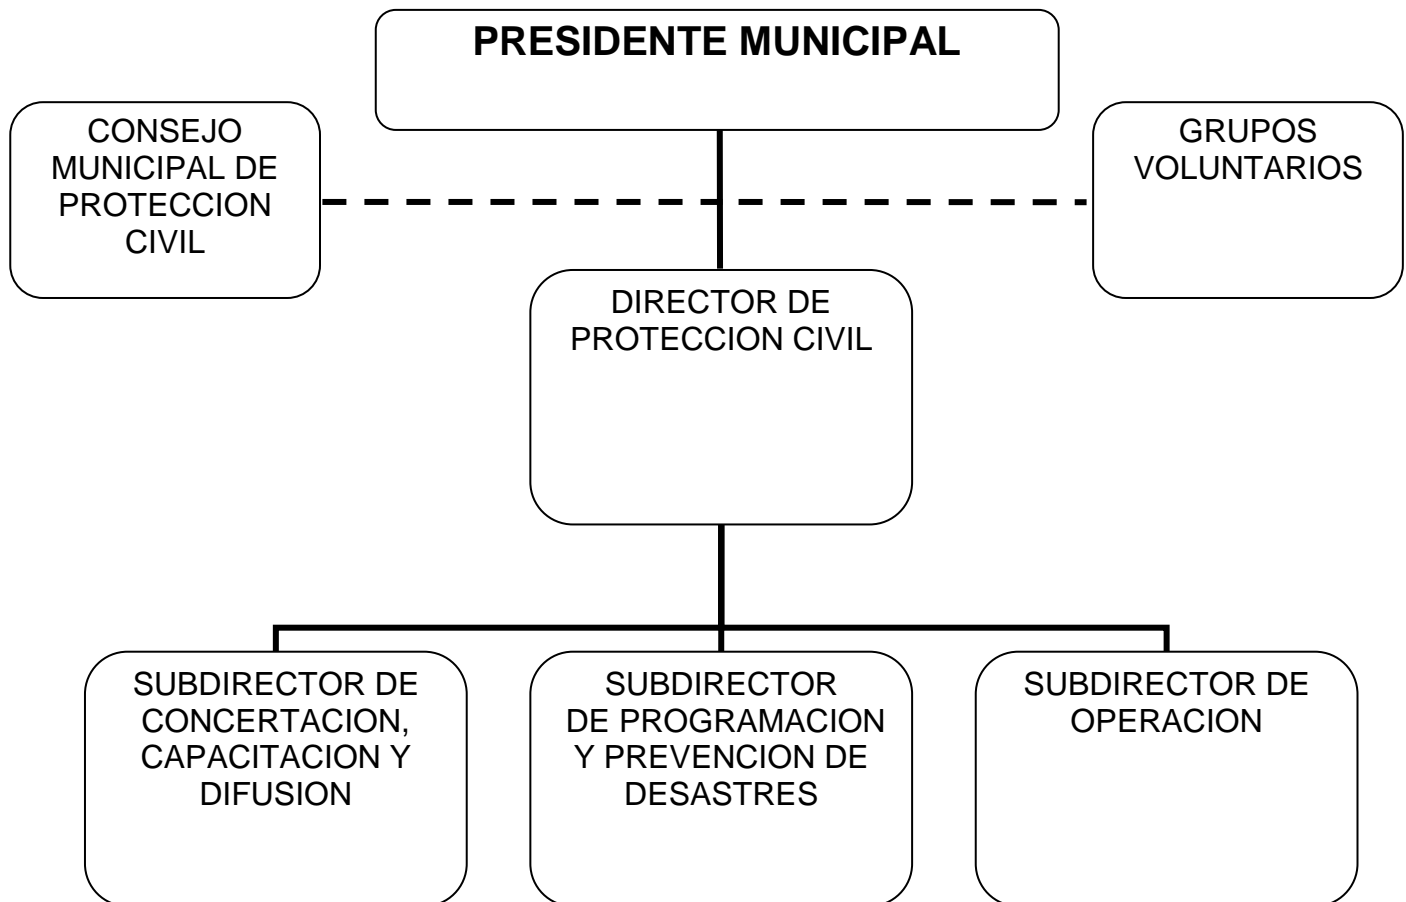 PRESIDENTE MUNICIPAL
CONSEJO
MUNICIPAL DE
PROTECCION
CIVIL
GRUPOS
VOLUNTARIOS
DIRECTOR DE
PROTECCION CIVIL
SUBDIRECTOR DE
CONCERTACION,
CAPACITACION Y
DIFUSION
SUBDIRECTOR
DE PROGRAMACION
Y PREVENCION DE
DESASTRES
SUBDIRECTOR DE
OPERACION